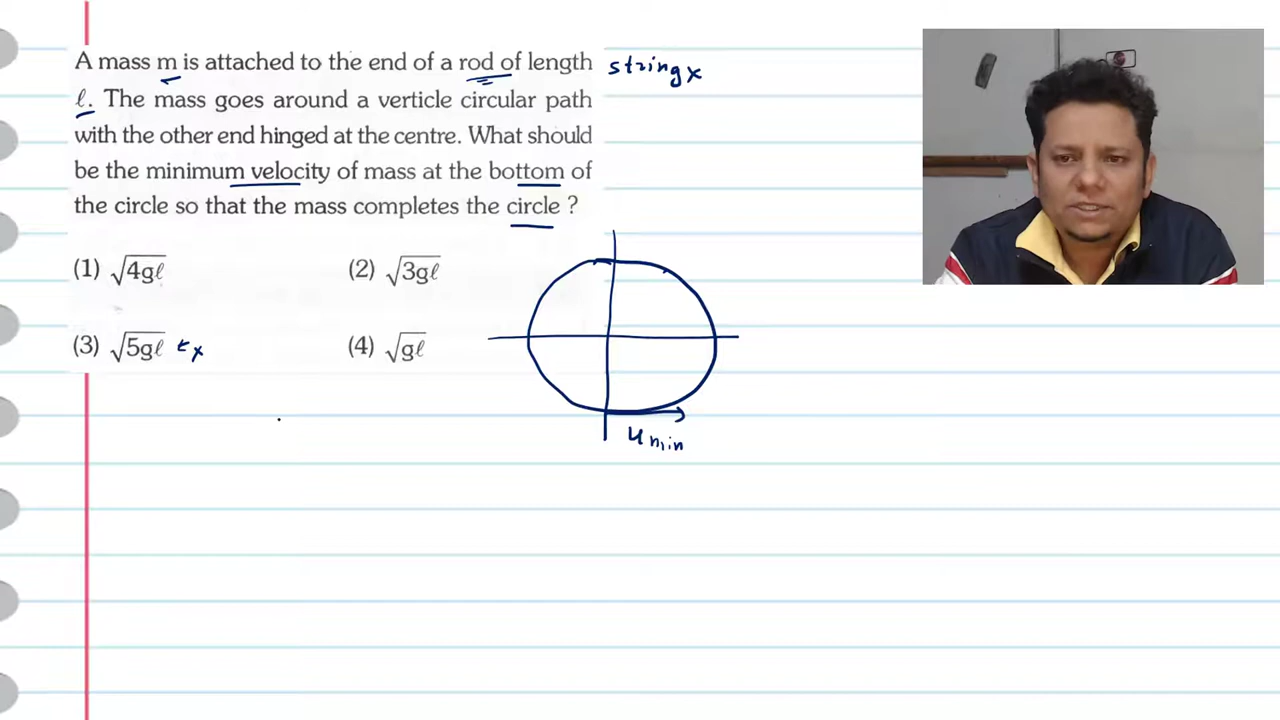 A mass m is attached to the end of a rod of length string x
ℓ. The mass goes around a verticle circular path
with the other end hinged at the centre. What should
be the minimum velocity of mass at the bottom of
the circle so that the mass completes the circle ?
(1) √4gℓ (2) √3gℓ
(3) √5gℓ ← x (4) √gℓ
u min